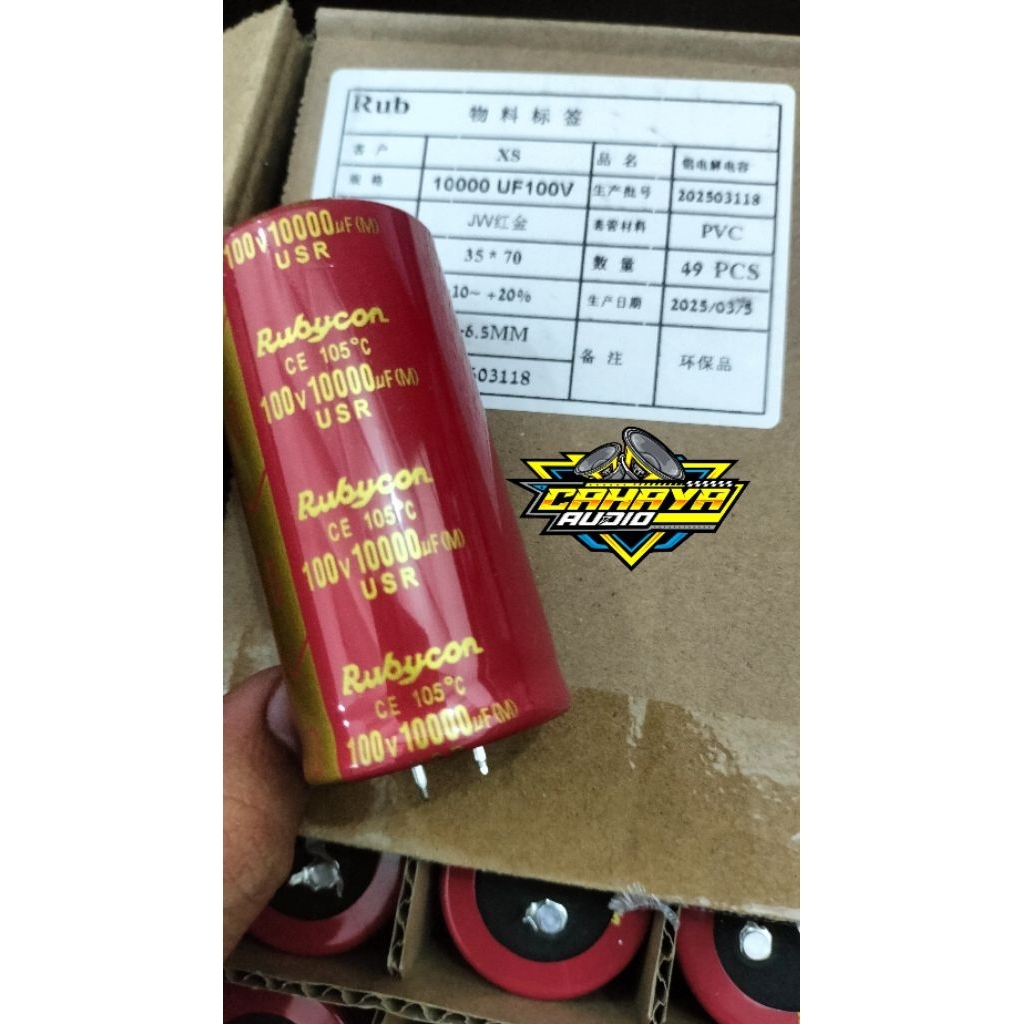 Rub 物料标签
客户 XS 品名 铝电解电容
规格 10000 UF100V 生产批号 202503118
JW红金 套管材料 PVC
35*70 数量 49 PCS
10~ +20% 生产日期 2025/03/5
6.5MM 备注 环保品
503118
100V 10000µF(M)
USR
Rubycon
CE 105°C
100V 10000µF(M)
USR
Rubycon
CE 105°C
100V 10000µF(M)
USR
Rubycon
CE 105°C
100V 10000µF(M)
CAHAYA
AUDIO